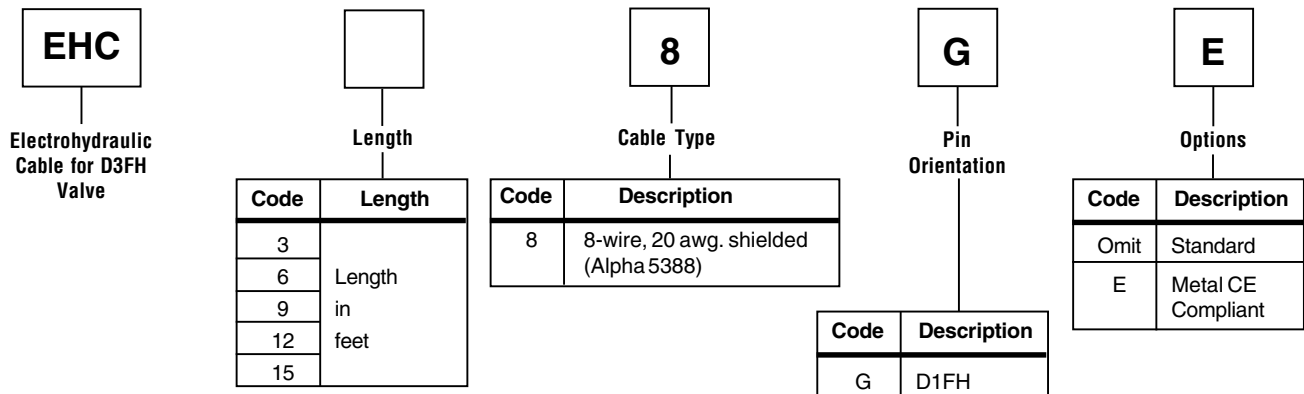 EHC
8
G
E
Electrohydraulic
Cable for D3FH
Valve
Length
Cable Type
Pin
Orientation
Options
Code Length
3
6
9
12
15
Length
in
feet
Code Description
8 8-wire, 20 awg. shielded
(Alpha 5388)
Code Description
G D1FH
Code Description
Omit Standard
E Metal CE
Compliant